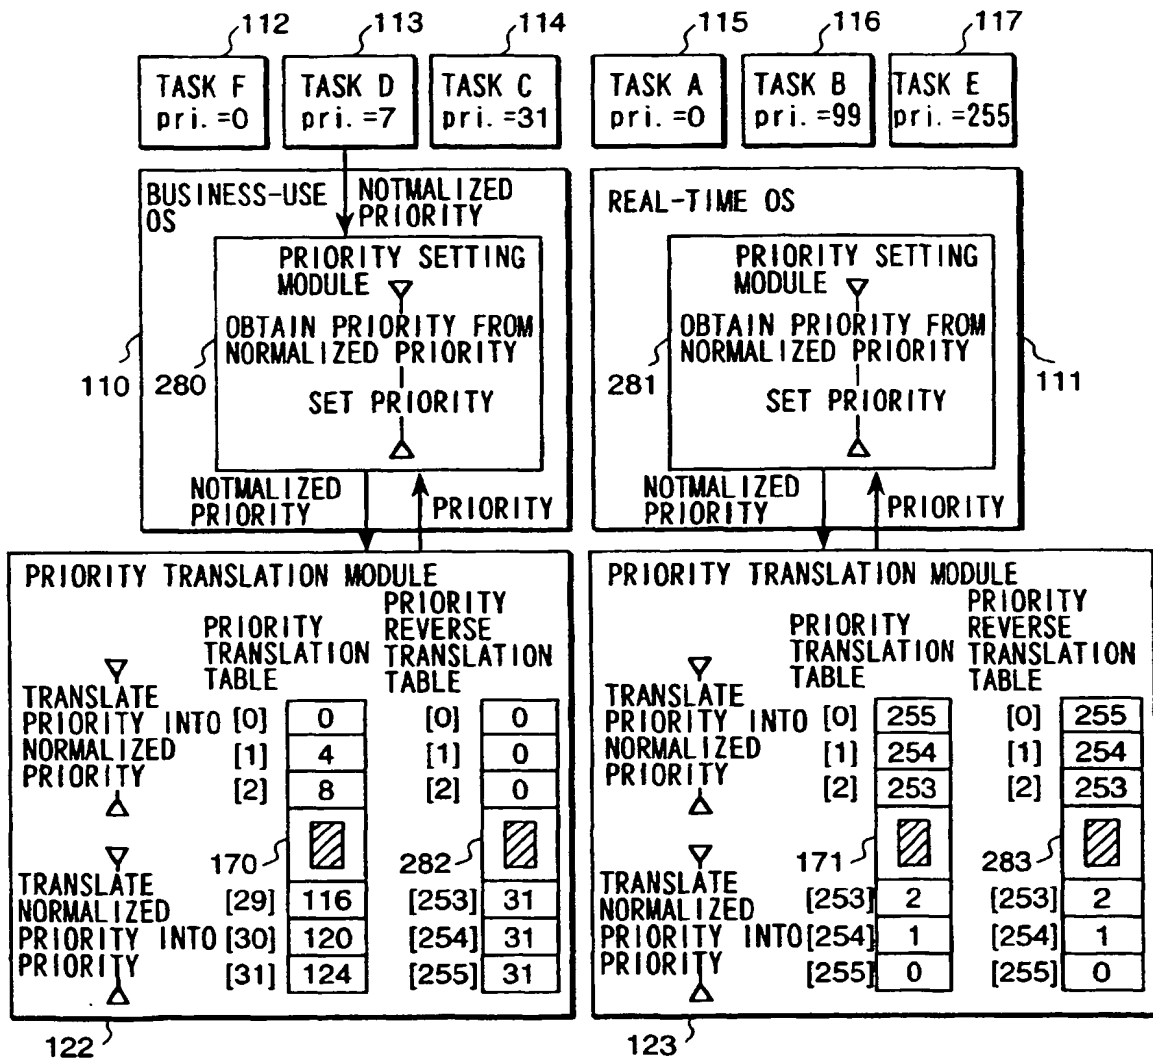 112
113
114
115
116
117
TASK F
pri.=0
TASK D
pri.=7
TASK C
pri.=31
TASK A
pri.=0
TASK B
pri.=99
TASK E
pri.=255
BUSINESS-USE
OS
NOTMALIZED
PRIORITY
PRIORITY SETTING
MODULE
OBTAIN PRIORITY FROM
NORMALIZED PRIORITY
SET PRIORITY
110
280
NOTMALIZED
PRIORITY
PRIORITY
REAL-TIME OS
PRIORITY SETTING
MODULE
OBTAIN PRIORITY FROM
NORMALIZED PRIORITY
SET PRIORITY
281
111
NOTMALIZED
PRIORITY
PRIORITY
PRIORITY TRANSLATION MODULE
PRIORITY
TRANSLATION
TABLE
PRIORITY
REVERSE
TRANSLATION
TABLE
TRANSLATE
PRIORITY INTO
NORMALIZED
PRIORITY
[0] 0 [0] 0
[1] 4 [1] 0
[2] 8 [2] 0
170
282
TRANSLATE
NORMALIZED
PRIORITY INTO
PRIORITY
[29] 116 [253] 31
[30] 120 [254] 31
[31] 124 [255] 31
122
PRIORITY TRANSLATION MODULE
PRIORITY
TRANSLATION
TABLE
PRIORITY
REVERSE
TRANSLATION
TABLE
TRANSLATE
PRIORITY INTO
NORMALIZED
PRIORITY
[0] 255 [0] 255
[1] 254 [1] 254
[2] 253 [2] 253
171
283
TRANSLATE
NORMALIZED
PRIORITY INTO
PRIORITY
[253] 2 [253] 2
[254] 1 [254] 1
[255] 0 [255] 0
123